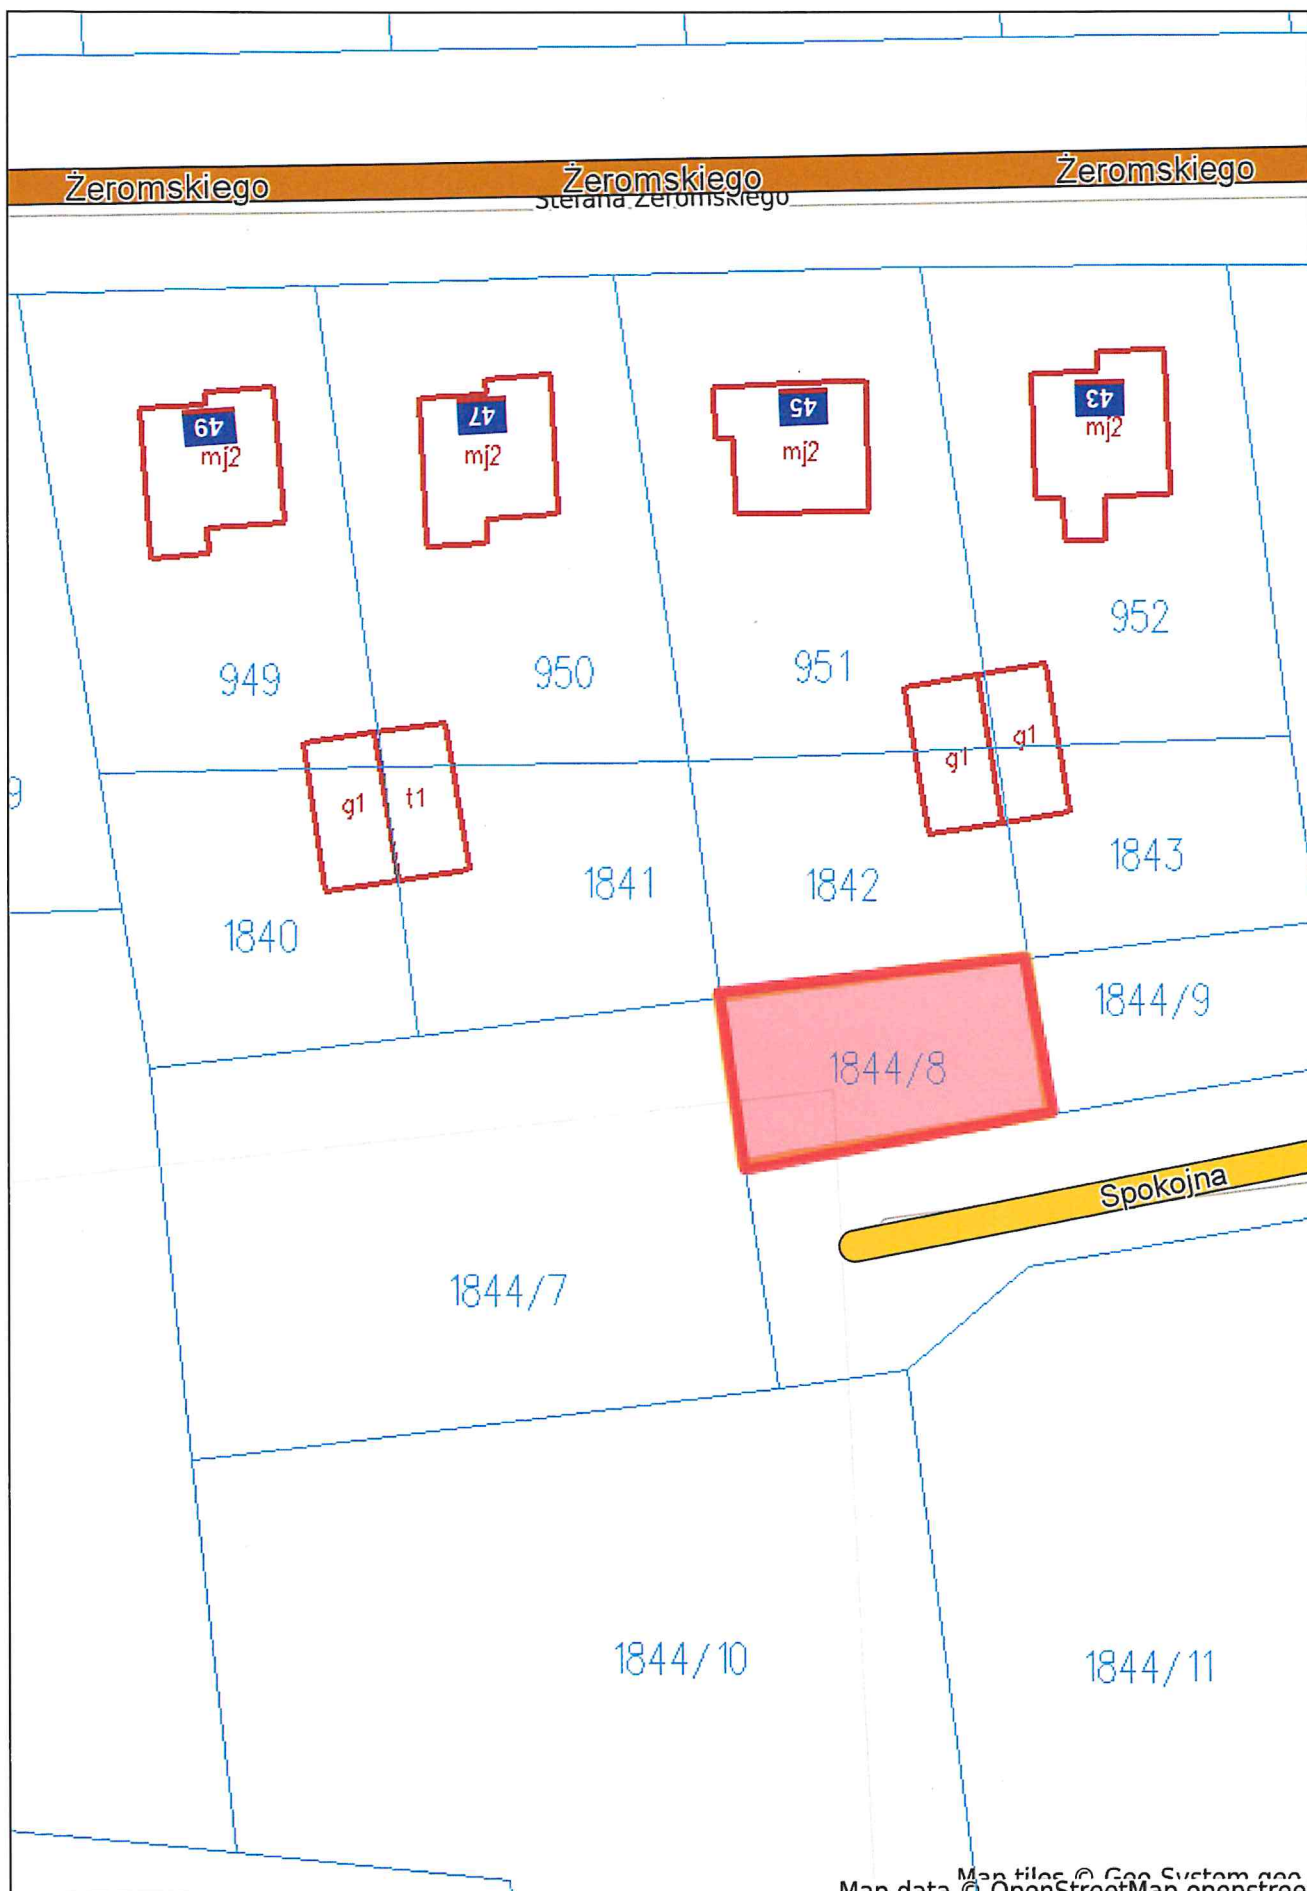 Żeromskiego Żeromskiego Żeromskiego
Stefana Żeromskiego
49 47 45 43
mj2 mj2 mj2 mj2
949 950 951 952
g1 t1 g1 g1
9
1840 1841 1842 1843
1844/8 1844/9
Spokojna
1844/7
1844/10 1844/11
Map tiles © Geo-System geo
Map data © OpenStreetMap openstree